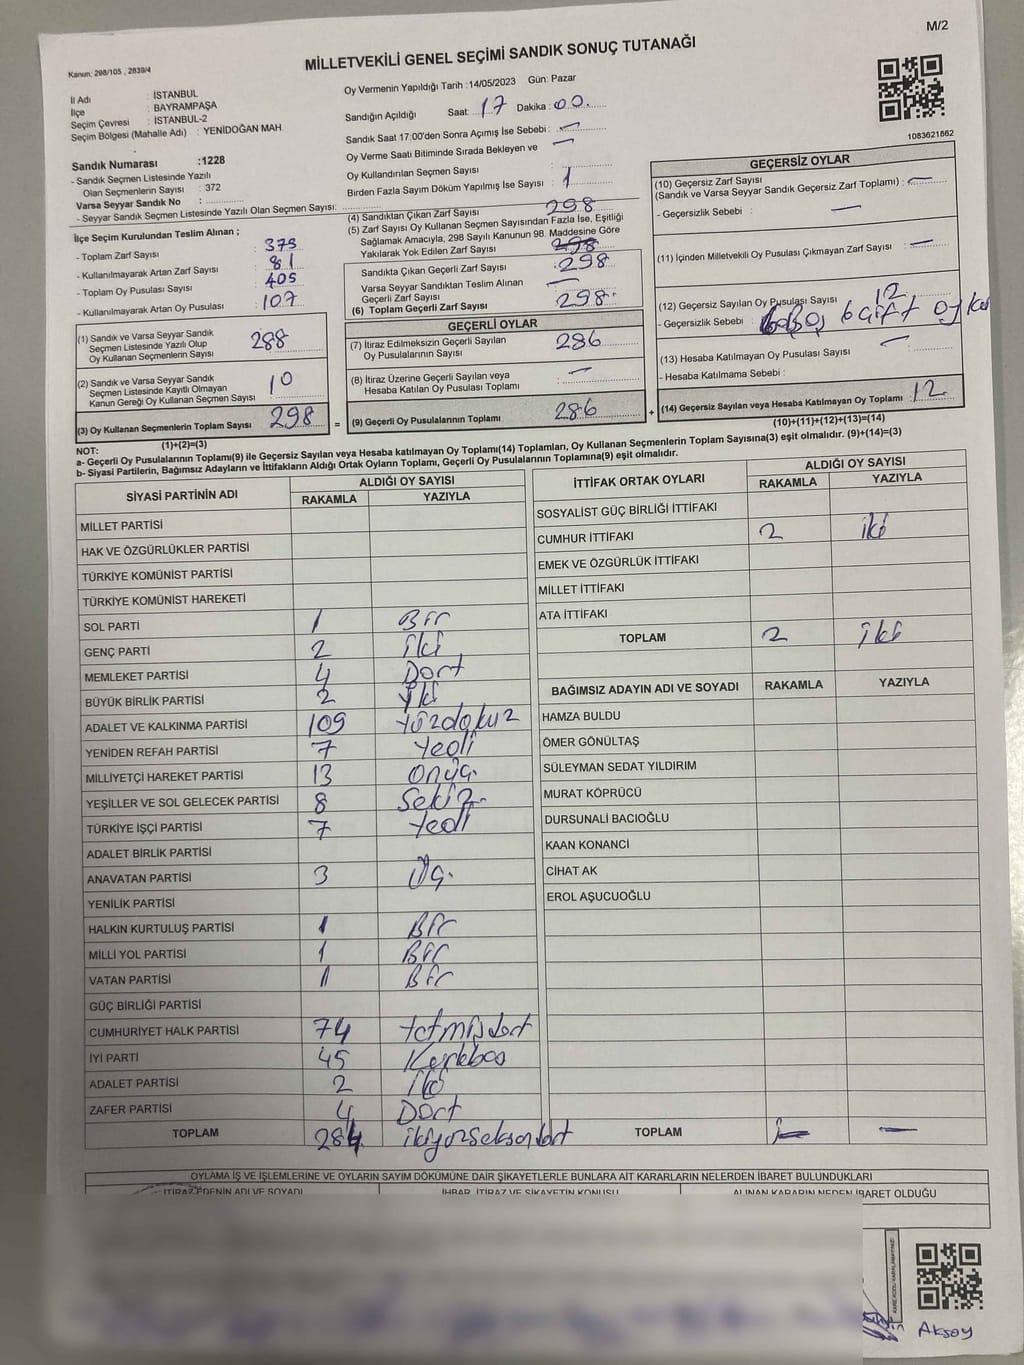 M/2
Kanun: 298/105 , 2839/4
MİLLETVEKİLİ GENEL SEÇİMİ SANDIK SONUÇ TUTANAĞI
İl Adı : İSTANBUL
İlçe : BAYRAMPAŞA
Seçim Çevresi : İSTANBUL-2
Seçim Bölgesi (Mahalle Adı) : YENİDOĞAN MAH.
Sandık Numarası :1228
- Sandık Seçmen Listesinde Yazılı
Olan Seçmenlerin Sayısı : 372
Varsa Seyyar Sandık No :
- Seyyar Sandık Seçmen Listesinde Yazılı Olan Seçmen Sayısı:
Oy Vermenin Yapıldığı Tarih :14/05/2023 Gün: Pazar
Sandığın Açıldığı Saat: 17 Dakika : 00
Sandık Saat 17:00'den Sonra Açımış İse Sebebi : —
Oy Verme Saati Bitiminde Sırada Bekleyen ve —
Oy Kullandırılan Seçmen Sayısı
Birden Fazla Sayım Döküm Yapılmış İse Sayısı : 1
1083621862
İlçe Seçim Kurulundan Teslim Alınan ;
- Toplam Zarf Sayısı : 375
- Kullanılmayarak Artan Zarf Sayısı : 81
- Toplam Oy Pusulası Sayısı : 405
- Kullanılmayarak Artan Oy Pusulası : 107
(4) Sandıktan Çıkan Zarf Sayısı 298
(5) Zarf Sayısı Oy Kullanan Seçmen Sayısından Fazla İse, Eşitliği
Sağlamak Amacıyla, 298 Sayılı Kanunun 98. Maddesine Göre
Yakılarak Yok Edilen Zarf Sayısı 298
Sandıkta Çıkan Geçerli Zarf Sayısı : 298
Varsa Seyyar Sandıktan Teslim Alınan
Geçerli Zarf Sayısı : —
(6) Toplam Geçerli Zarf Sayısı : 298
GEÇERSİZ OYLAR
(10) Geçersiz Zarf Sayısı
(Sandık ve Varsa Seyyar Sandık Geçersiz Zarf Toplamı) : —
- Geçersizlik Sebebi : —
(11) İçinden Milletvekili Oy Pusulası Çıkmayan Zarf Sayısı : —
(12) Geçersiz Sayılan Oy Pusulası Sayısı : 12
- Geçersizlik Sebebi : 6 boş 6 çift oy
(13) Hesaba Katılmayan Oy Pusulası Sayısı : —
- Hesaba Katılmama Sebebi :
(14) Geçersiz Sayılan veya Hesaba Katılmayan Oy Toplamı : 12
(10)+(11)+(12)+(13)=(14)
(1) Sandık ve Varsa Seyyar Sandık
Seçmen Listesinde Yazılı Olup
Oy Kullanan Seçmenlerin Sayısı : 288
(2) Sandık ve Varsa Seyyar Sandık
Seçmen Listesinde Kayıtlı Olmayan
Kanun Gereği Oy Kullanan Seçmen Sayısı : 10
(3) Oy Kullanan Seçmenlerin Toplam Sayısı : 298
(1)+(2)=(3)
=
GEÇERLİ OYLAR
(7) İtiraz Edilmeksizin Geçerli Sayılan
Oy Pusulalarının Sayısı : 286
(8) İtiraz Üzerine Geçerli Sayılan veya
Hesaba Katılan Oy Pusulası Toplamı : —
(9) Geçerli Oy Pusulalarının Toplamı : 286
+
NOT:
a- Geçerli Oy Pusulalarının Toplamı(9) ile Geçersiz Sayılan veya Hesaba katılmayan Oy Toplamı(14) Toplamları, Oy Kullanan Seçmenlerin Toplam Sayısına(3) eşit olmalıdır. (9)+(14)=(3)
b- Siyasi Partilerin, Bağımsız Adayların ve İttifakların Aldığı Ortak Oyların Toplamı, Geçerli Oy Pusulalarının Toplamına(9) eşit olmalıdır.
SİYASİ PARTİNİN ADI ALDIĞI OY SAYISI
RAKAMLA YAZIYLA
MİLLET PARTİSİ
HAK VE ÖZGÜRLÜKLER PARTİSİ
TÜRKİYE KOMÜNİST PARTİSİ
TÜRKİYE KOMÜNİST HAREKETİ
SOL PARTİ 1 Bir
GENÇ PARTİ 2 iki
MEMLEKET PARTİSİ 4 Dört
BÜYÜK BİRLİK PARTİSİ 2 iki
ADALET VE KALKINMA PARTİSİ 109 Yüzdokuz
YENİDEN REFAH PARTİSİ 7 Yedi
MİLLİYETÇİ HAREKET PARTİSİ 13 Onüç
YEŞİLLER VE SOL GELECEK PARTİSİ 8 Sekiz
TÜRKİYE İŞÇİ PARTİSİ 7 Yedi
ADALET BİRLİK PARTİSİ
ANAVATAN PARTİSİ 3 Üç
YENİLİK PARTİSİ
HALKIN KURTULUŞ PARTİSİ 1 Bir
MİLLİ YOL PARTİSİ 1 Bir
VATAN PARTİSİ 1 Bir
GÜÇ BİRLİĞİ PARTİSİ
CUMHURİYET HALK PARTİSİ 74 Yetmişdört
İYİ PARTİ 45 Kırkbeş
ADALET PARTİSİ 2 iki
ZAFER PARTİSİ 4 Dört
TOPLAM 284 ikiyüzseksendört
İTTİFAK ORTAK OYLARI ALDIĞI OY SAYISI
RAKAMLA YAZIYLA
SOSYALİST GÜÇ BİRLİĞİ İTTİFAKI
CUMHUR İTTİFAKI 2 iki
EMEK VE ÖZGÜRLÜK İTTİFAKI
MİLLET İTTİFAKI
ATA İTTİFAKI
TOPLAM 2 iki
BAĞIMSIZ ADAYIN ADI VE SOYADI RAKAMLA YAZIYLA
HAMZA BULDU
ÖMER GÖNÜLTAŞ
SÜLEYMAN SEDAT YILDIRIM
MURAT KÖPRÜCÜ
DURSUNALİ BACIOĞLU
KAAN KONANCİ
CİHAT AK
EROL AŞUCUOĞLU
TOPLAM — —
OYLAMA İŞ VE İŞLEMLERİNE VE OYLARIN SAYIM DÖKÜMÜNE DAİR ŞİKAYETLERLE BUNLARA AİT KARARLARIN NELERDEN İBARET BULUNDUKLARI
İTİRAZ EDENİN ADI VE SOYADI İHBAR, İTİRAZ VE ŞİKAYETİN KONUSU ALINAN KARARIN NEDEN İBARET OLDUĞU
KAREKODU KARALAMAYINIZ!
Aksoy